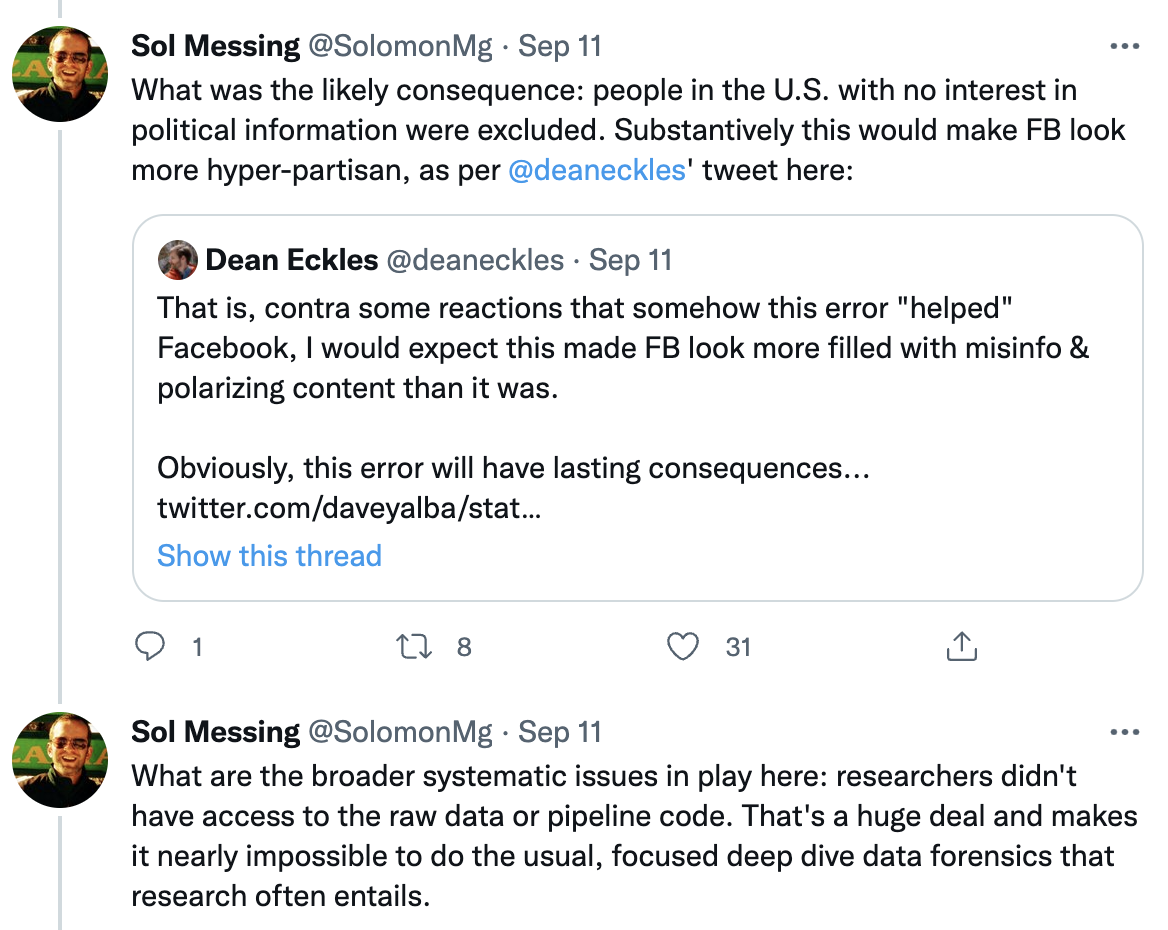 Sol Messing @SolomonMg · Sep 11
What was the likely consequence: people in the U.S. with no interest in
political information were excluded. Substantively this would make FB look
more hyper-partisan, as per @deaneckles' tweet here:
Dean Eckles @deaneckles · Sep 11
That is, contra some reactions that somehow this error "helped"
Facebook, I would expect this made FB look more filled with misinfo &
polarizing content than it was.
Obviously, this error will have lasting consequences…
twitter.com/daveyalba/stat…
Show this thread
1 8 31
Sol Messing @SolomonMg · Sep 11
What are the broader systematic issues in play here: researchers didn't
have access to the raw data or pipeline code. That's a huge deal and makes
it nearly impossible to do the usual, focused deep dive data forensics that
research often entails.